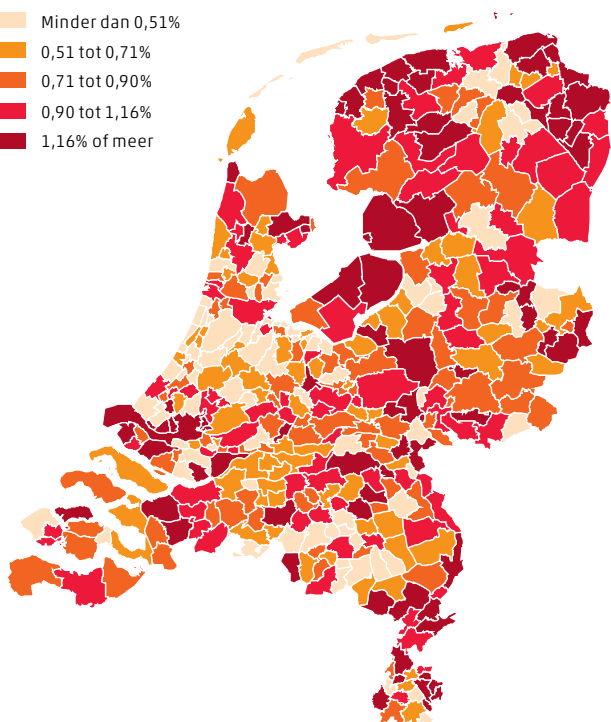 Minder dan 0,51%
0,51 tot 0,71%
0,71 tot 0,90%
0,90 tot 1,16%
1,16% of meer